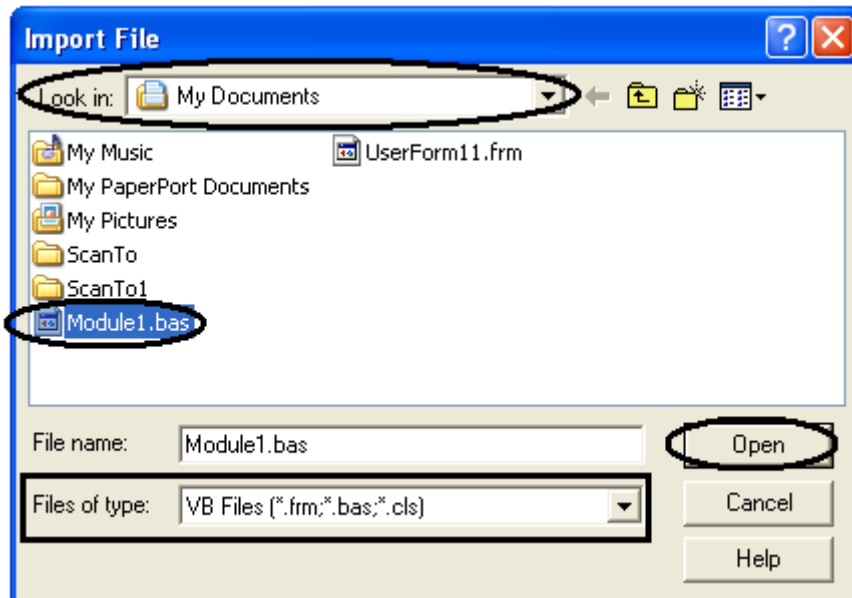 Import File
Look in: My Documents
My Music UserForm11.frm
My PaperPort Documents
My Pictures
ScanTo
ScanTo1
Module1.bas
File name: Module1.bas Open
Files of type: VB Files (*.frm;*.bas;*.cls) Cancel
Help